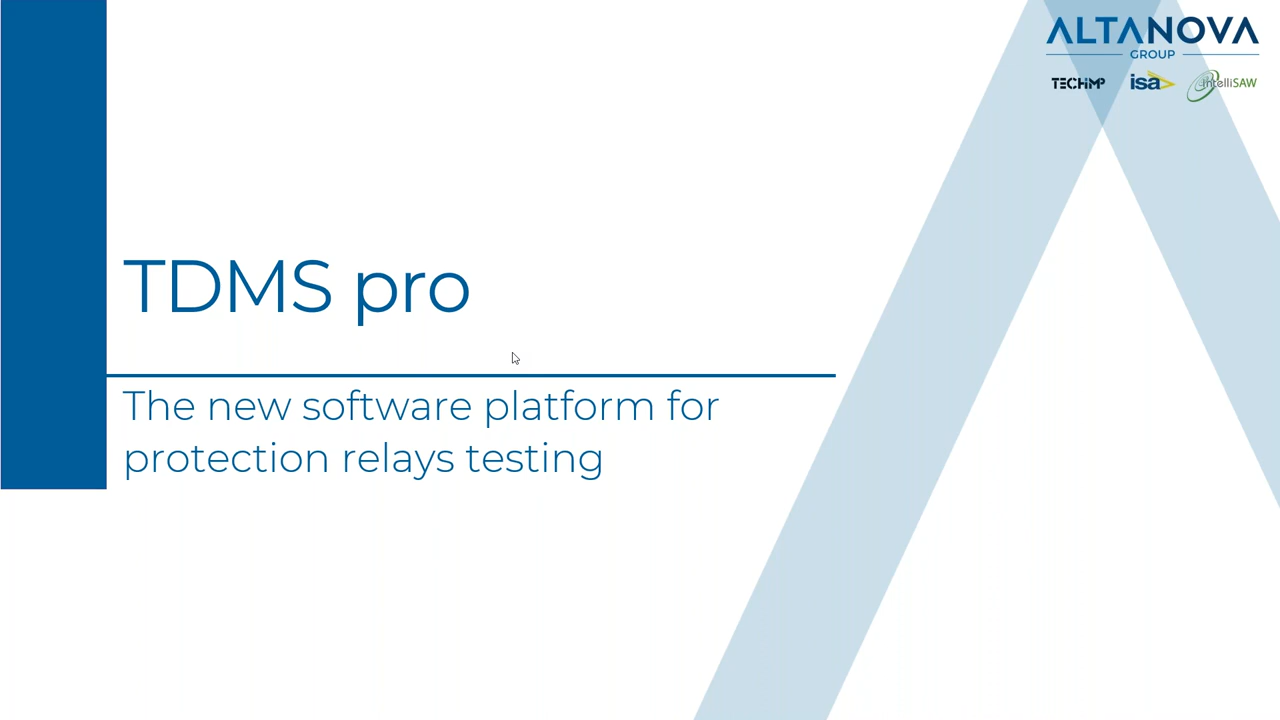 ALTANOVA
GROUP
TECHIMP isa intelliSAW
TDMS pro
The new software platform for
protection relays testing